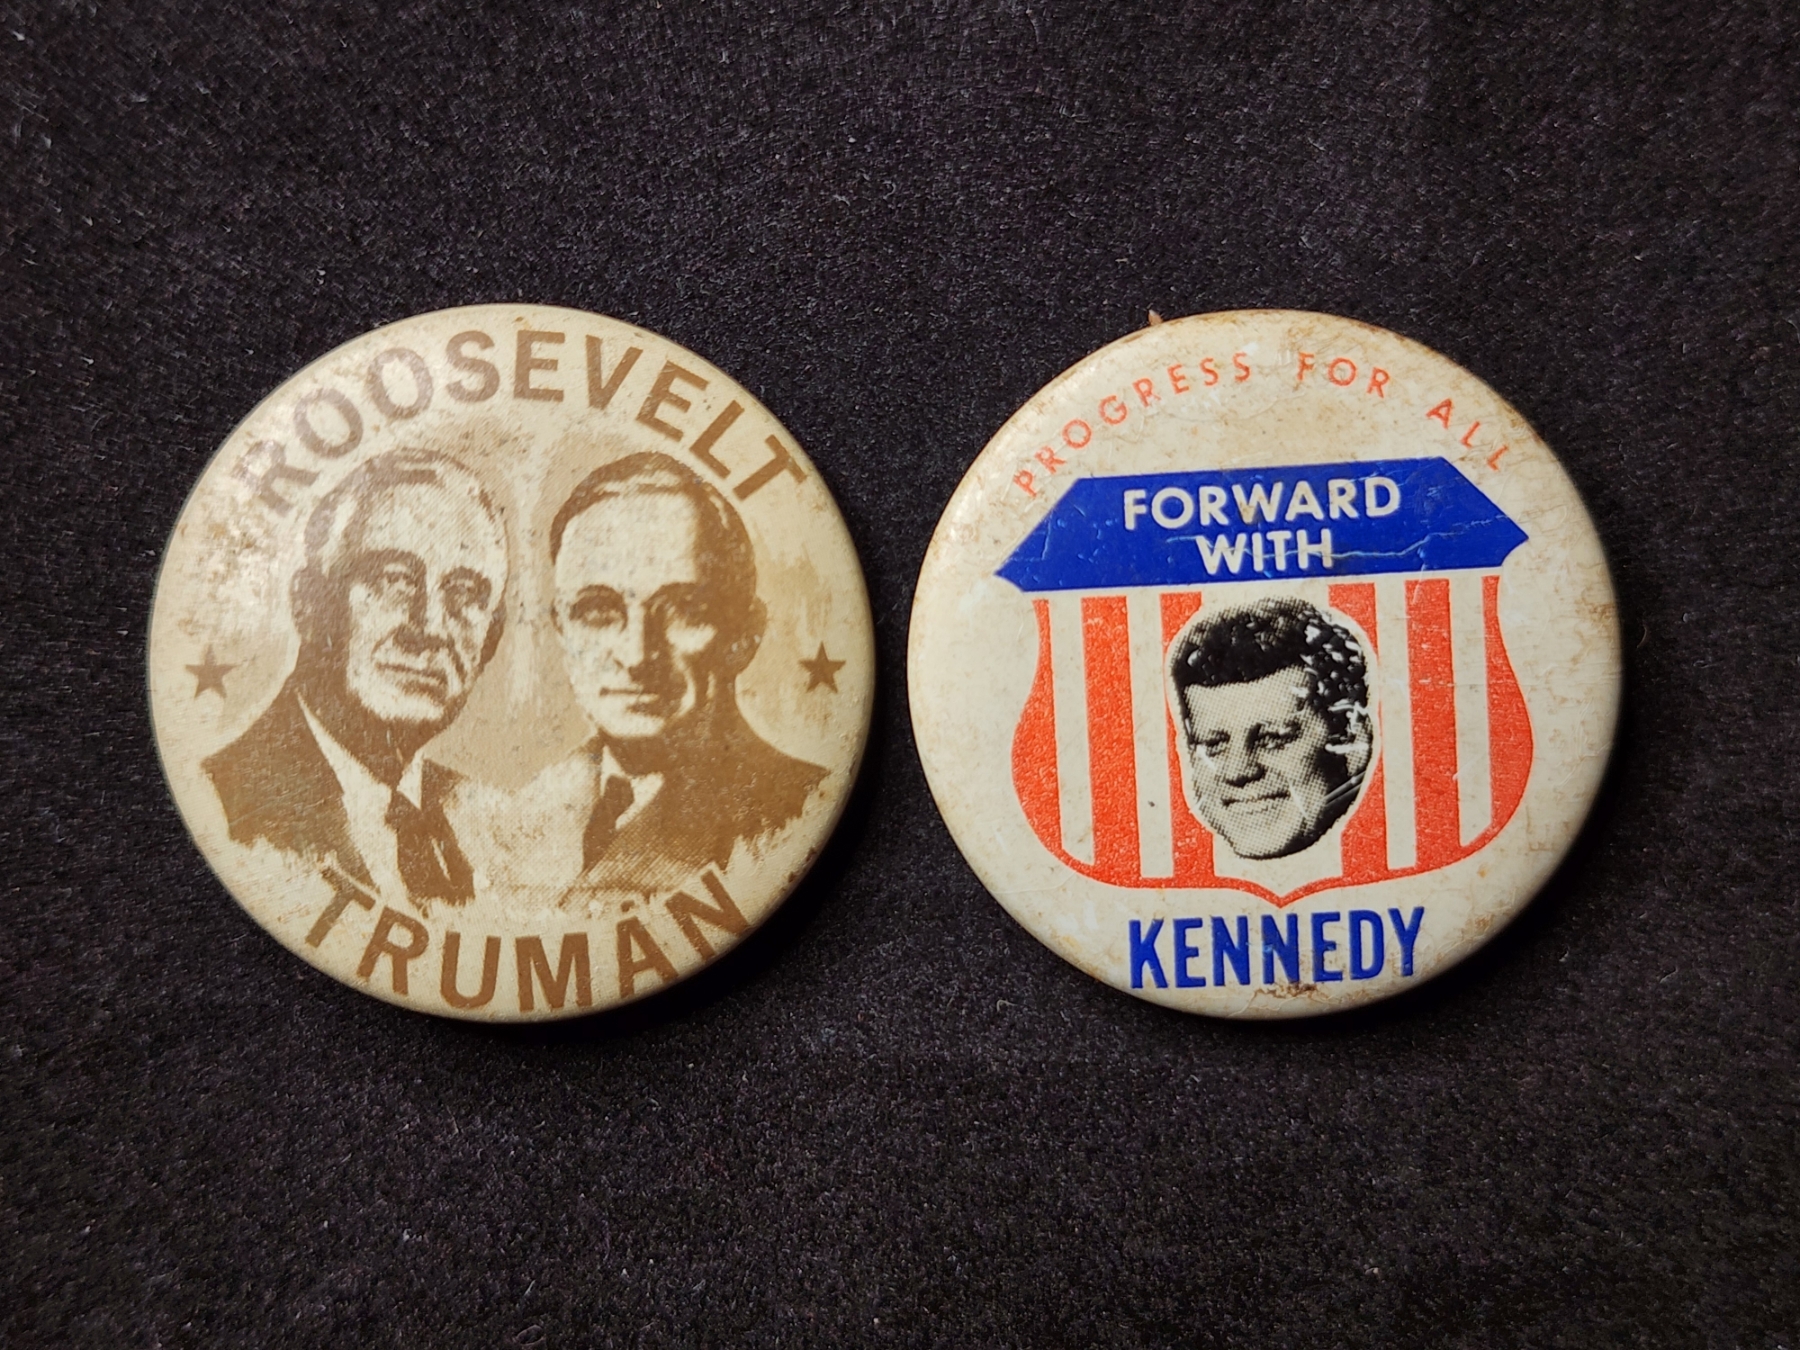 ROOSEVELT
TRUMAN
PROGRESS FOR ALL
FORWARD
WITH
KENNEDY